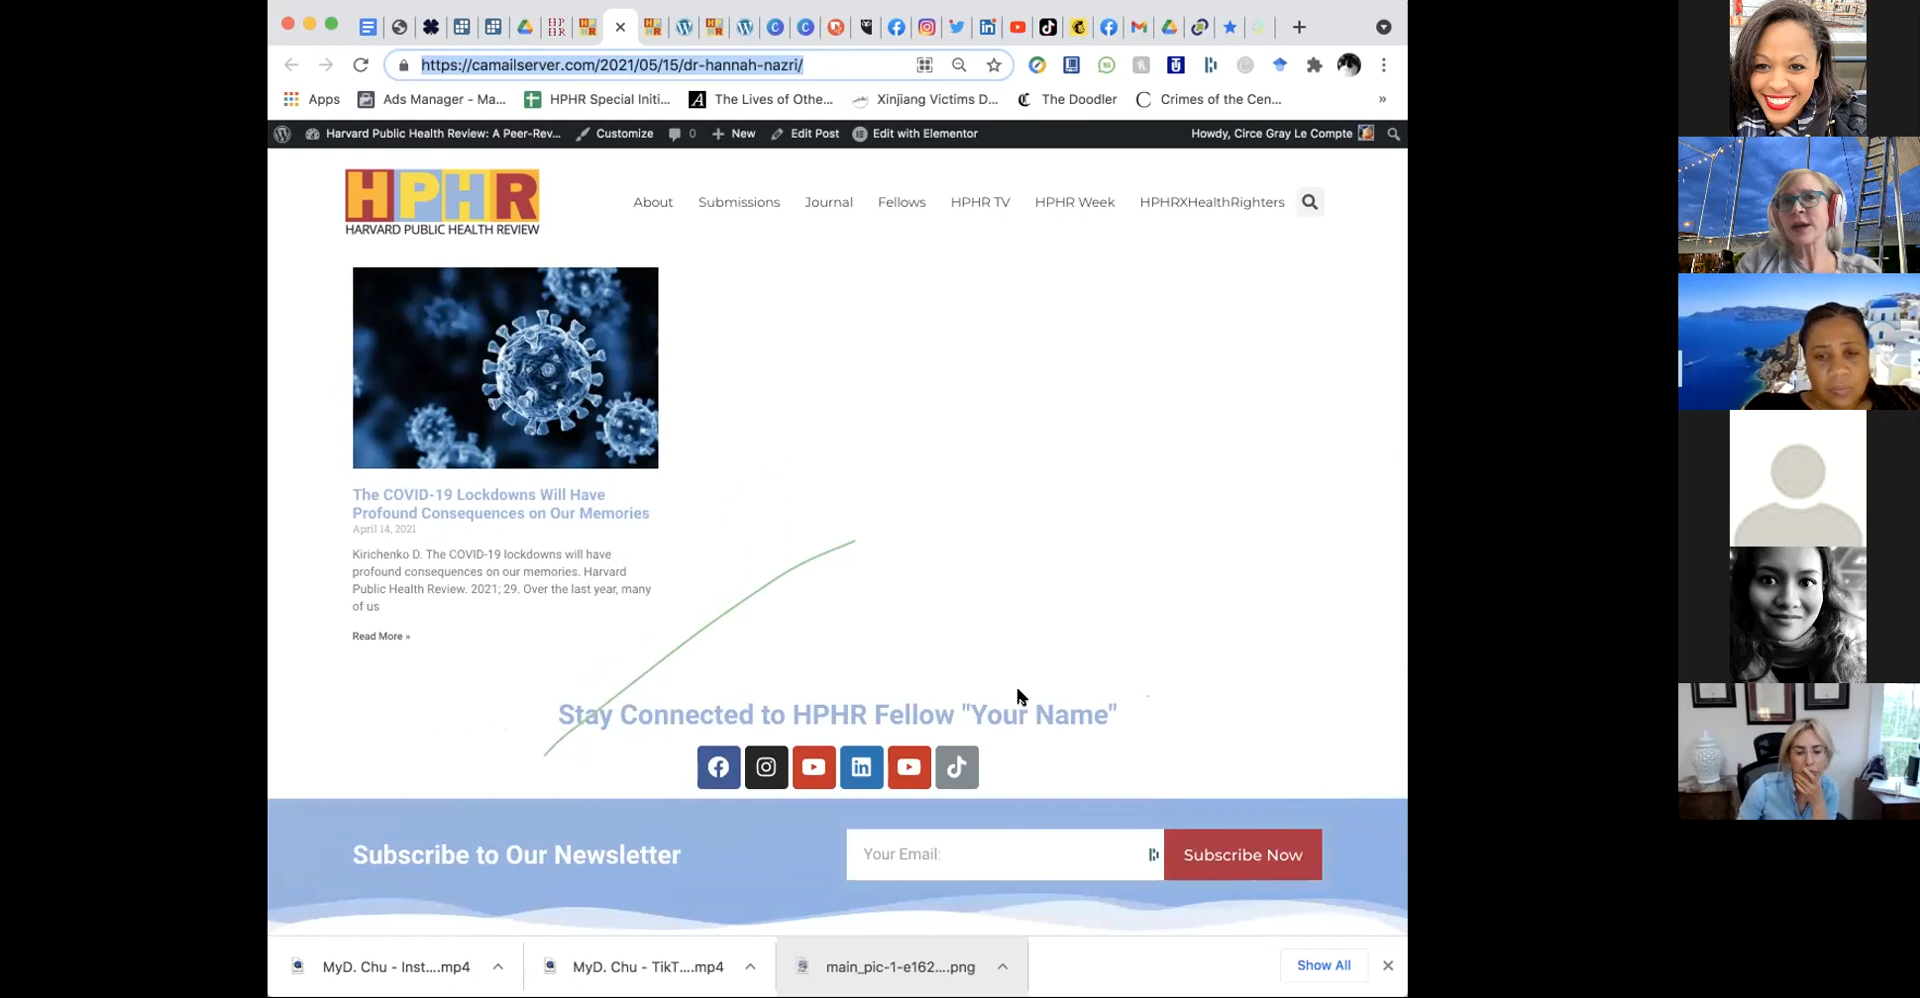 https://camailserver.com/2021/05/15/dr-hannah-nazri/
Apps Ads Manager - Ma... HPHR Special Initi... The Lives of Othe... Xinjiang Victims D... The Doodler Crimes of the Cen... »
Harvard Public Health Review: A Peer-Rev... Customize 0 New Edit Post Edit with Elementor Howdy, Circe Gray Le Compte
HPHR
HARVARD PUBLIC HEALTH REVIEW
About Submissions Journal Fellows HPHR TV HPHR Week HPHRXHealthRighters
The COVID-19 Lockdowns Will Have
Profound Consequences on Our Memories
April 14, 2021
Kirichenko D. The COVID-19 lockdowns will have
profound consequences on our memories. Harvard
Public Health Review. 2021; 29. Over the last year, many
of us
Read More »
Stay Connected to HPHR Fellow "Your Name"
Subscribe to Our Newsletter
Your Email:
Subscribe Now
MyD. Chu - Inst....mp4 MyD. Chu - TikT....mp4 main_pic-1-e162....png Show All